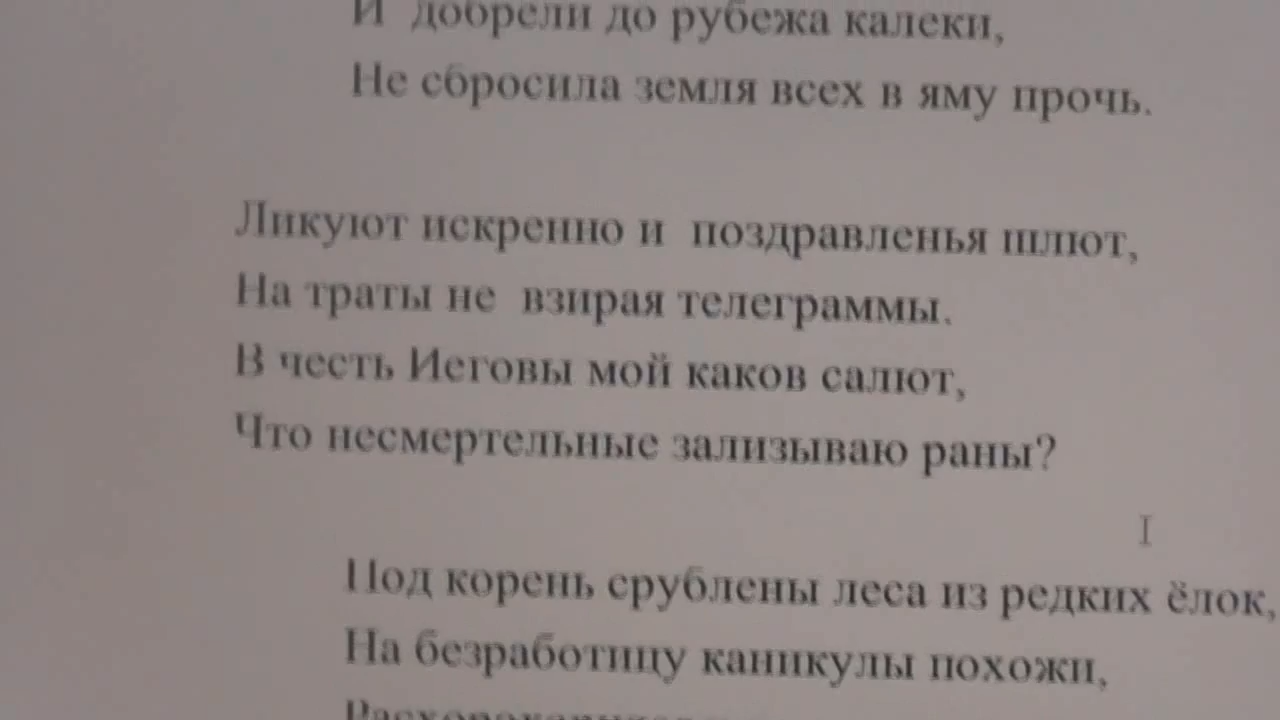 И добрели до рубежа калеки,
Не сбросила земля всех в яму прочь.
Ликуют искренно и поздравленья шлют,
На траты не взирая телеграммы.
В честь Иеговы мой каков салют,
Что несмертельные зализываю раны?
Под корень срублены леса из редких ёлок,
На безработицу каникулы похожи,